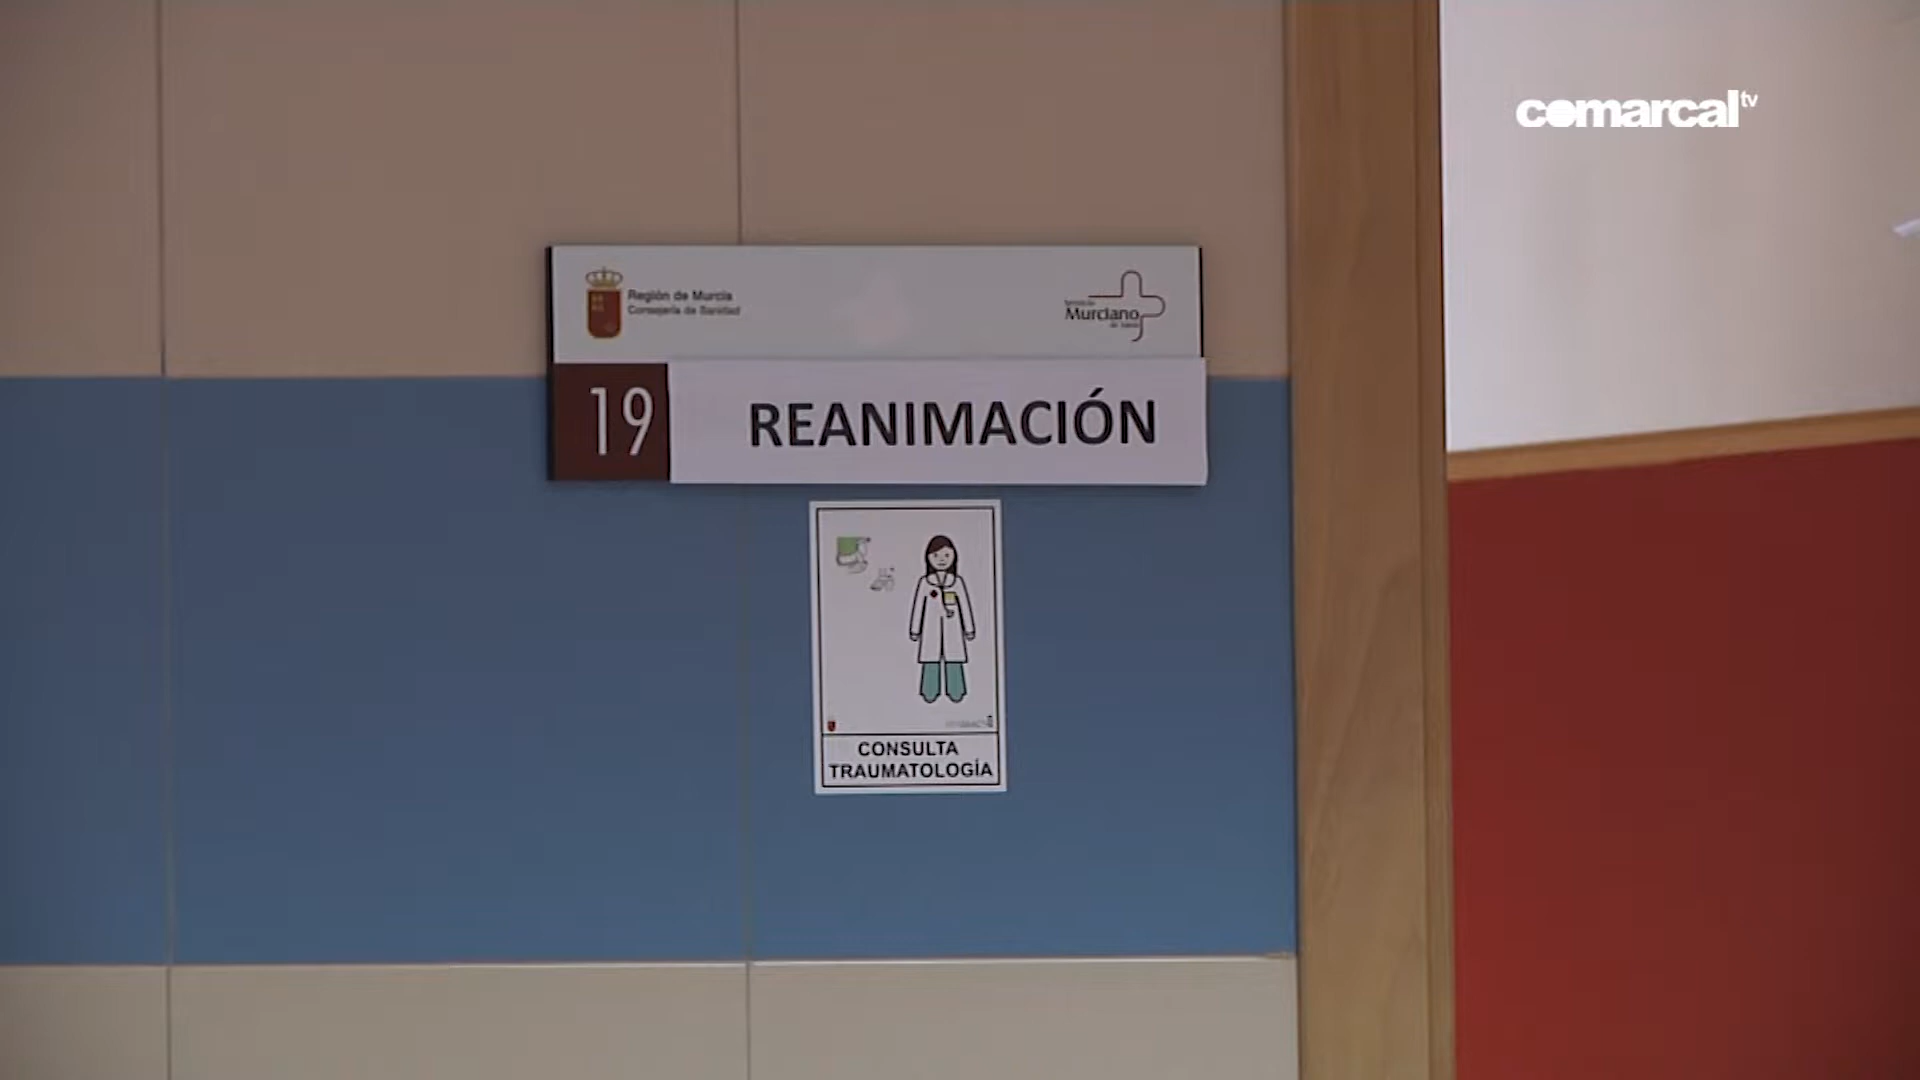 comarcal tv
Región de Murcia
Consejería de Sanidad
Murciano
19 REANIMACIÓN
CONSULTA
TRAUMATOLOGÍA